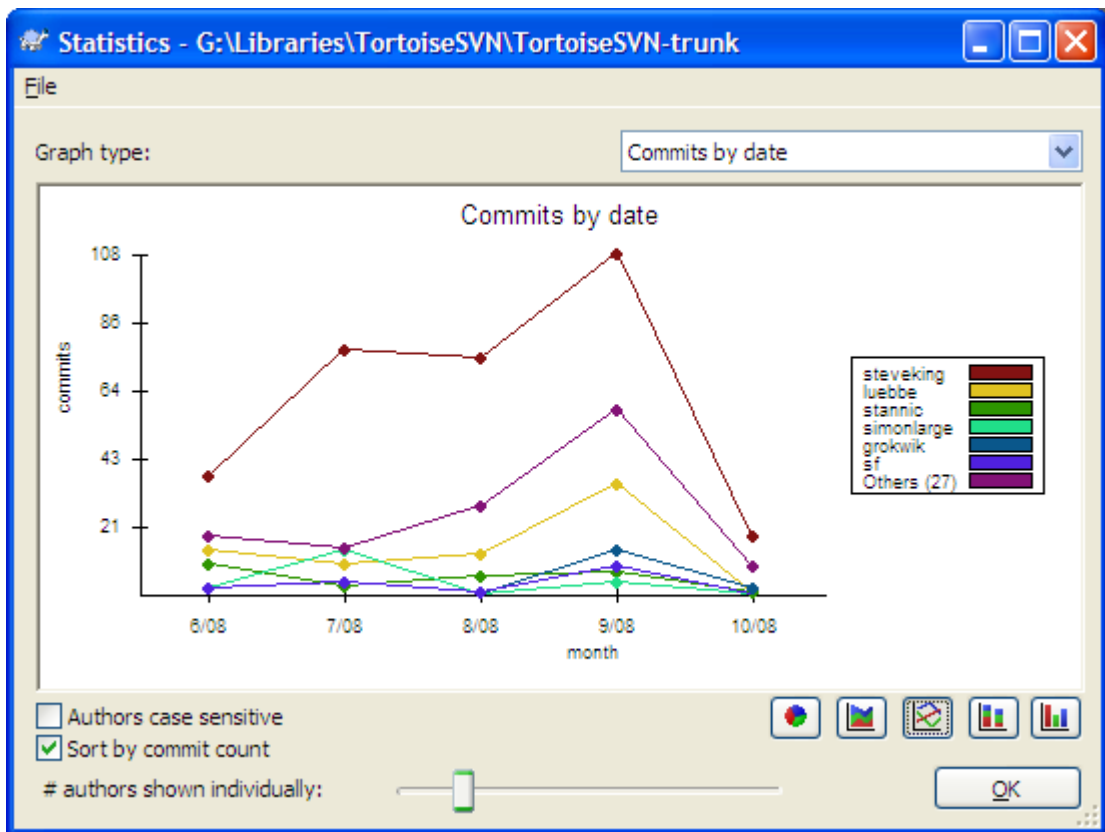 Statistics - G:\Libraries\TortoiseSVN\TortoiseSVN-trunk
File
Graph type:
Commits by date
Commits by date
108
86
64
43
21
commits
6/08 7/08 8/08 9/08 10/08
month
steveking
luebbe
stannic
simonlarge
grokwik
sf
Others (27)
Authors case sensitive
Sort by commit count
# authors shown individually:
OK